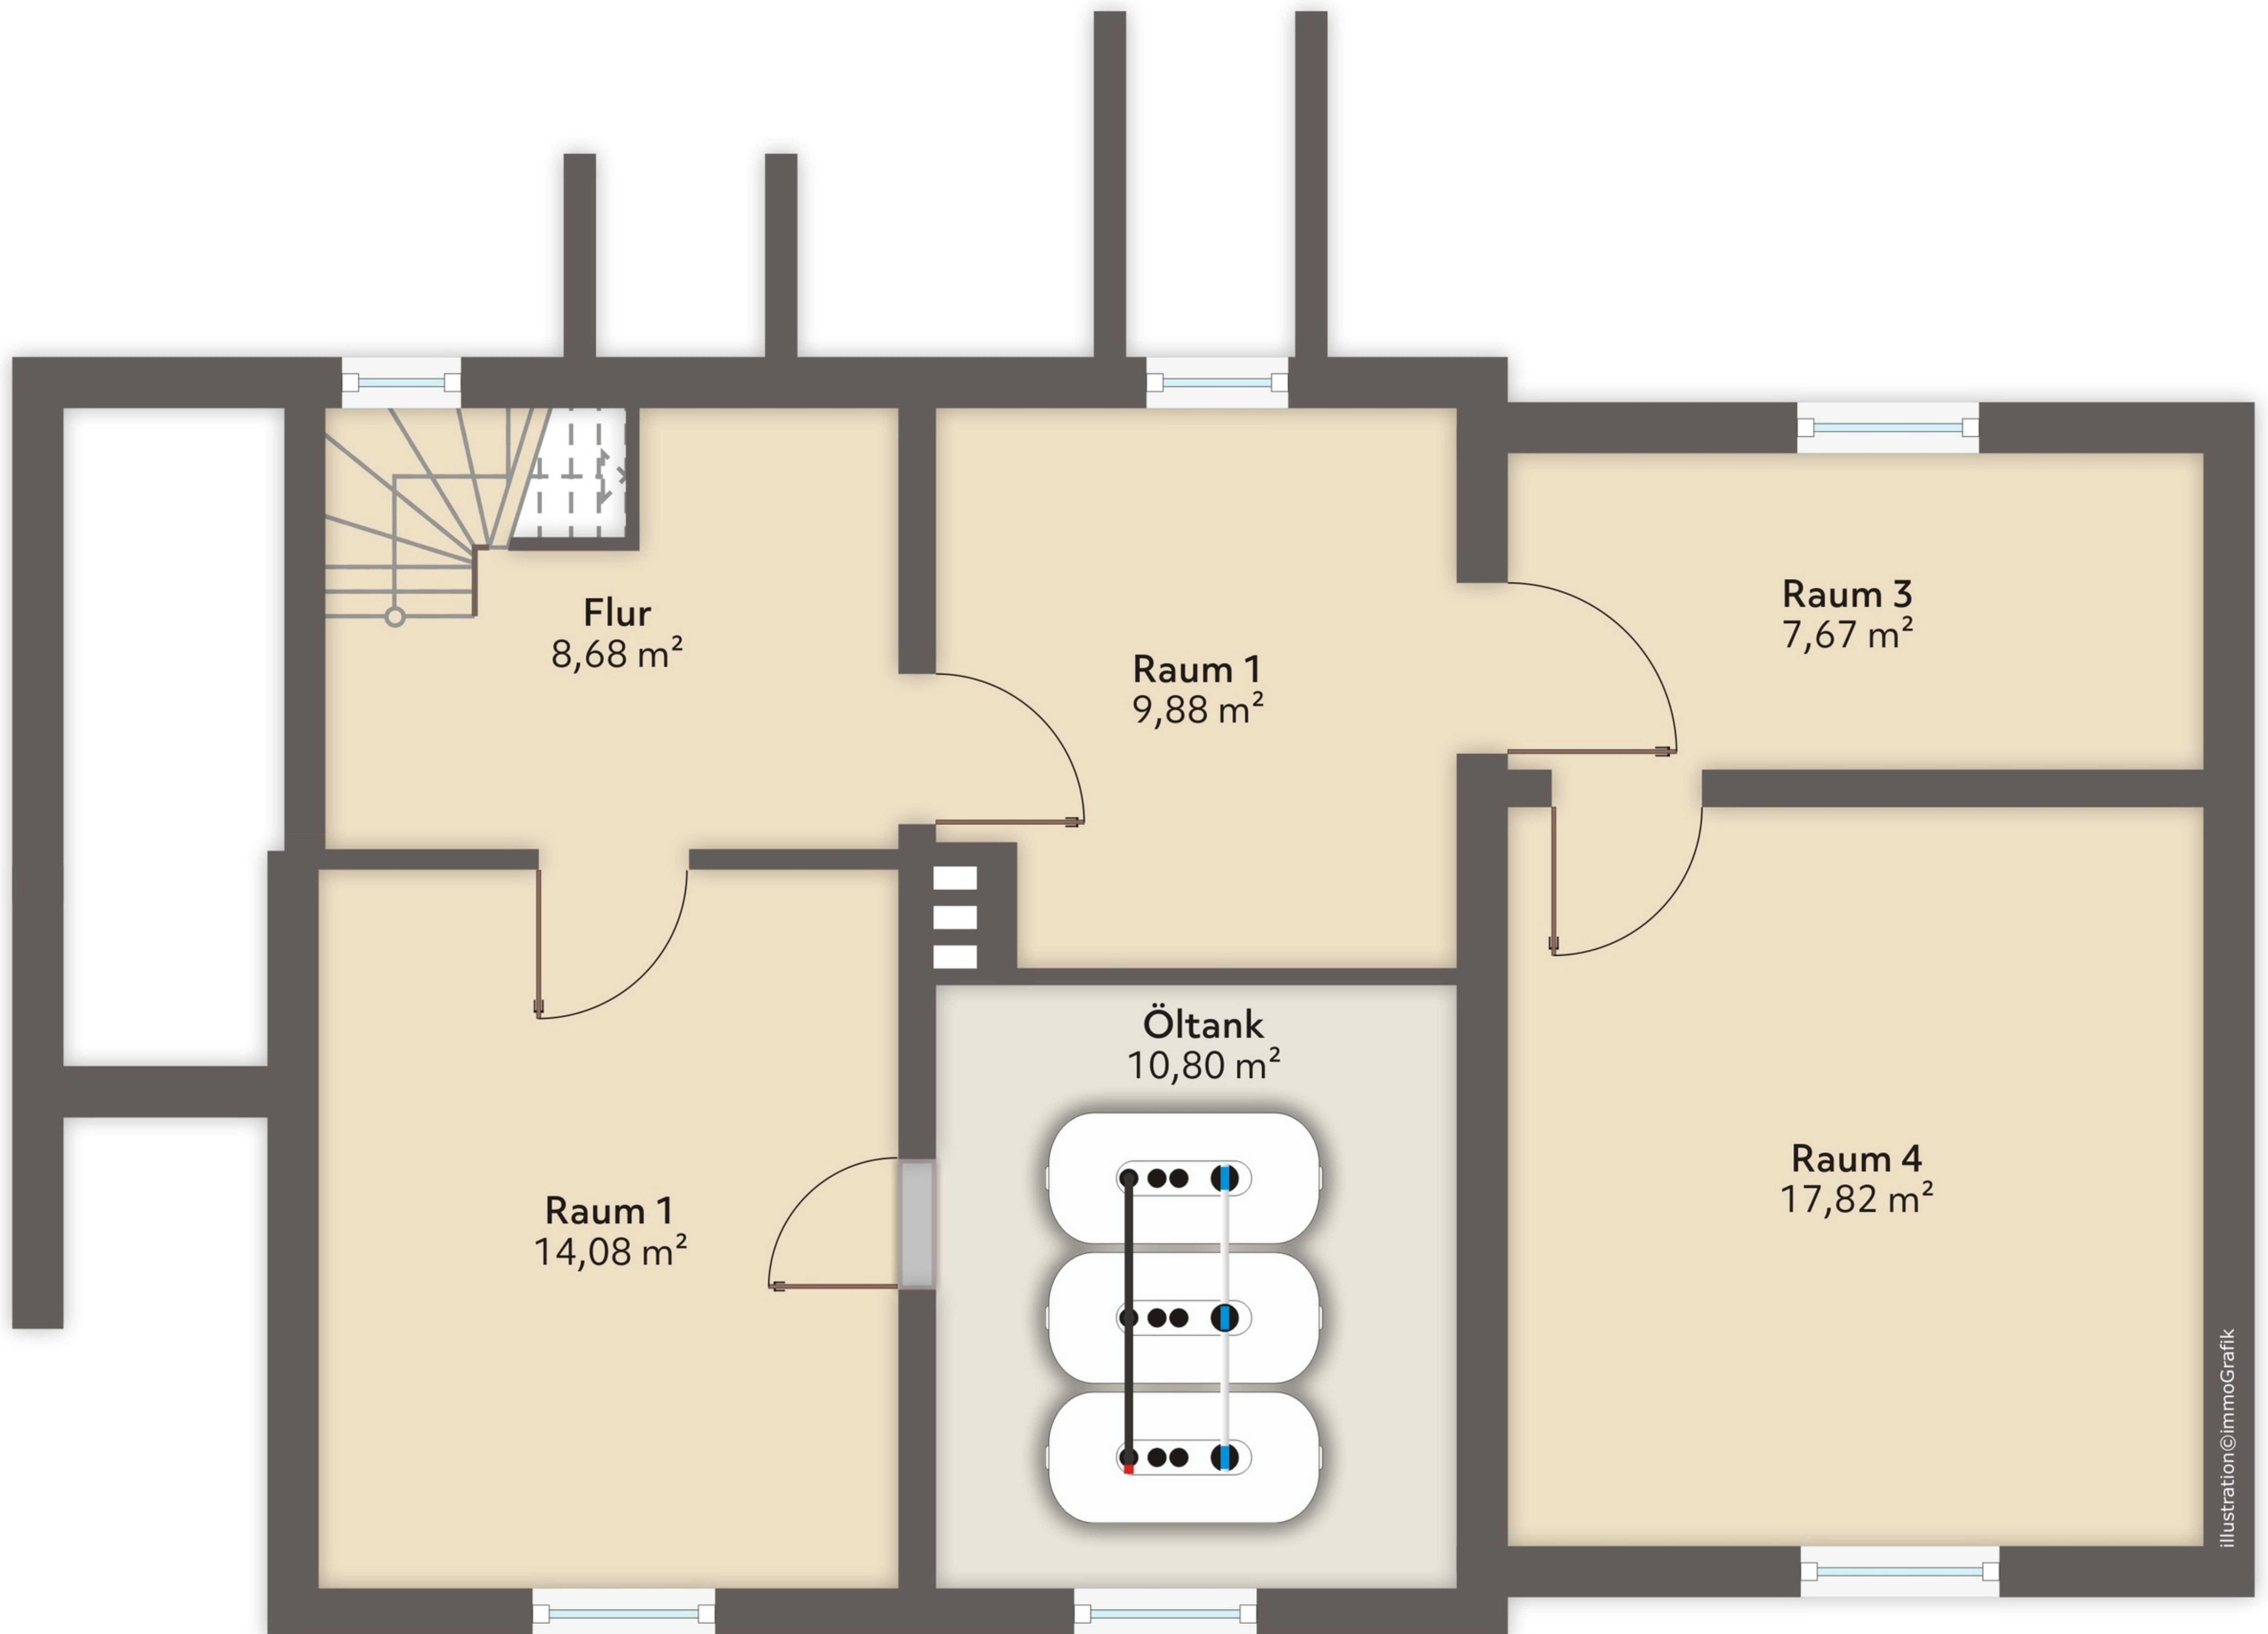 Flur
8,68 m²
Raum 1
9,88 m²
Raum 3
7,67 m²
Öltank
10,80 m²
Raum 1
14,08 m²
Raum 4
17,82 m²
illustration©immoGrafik